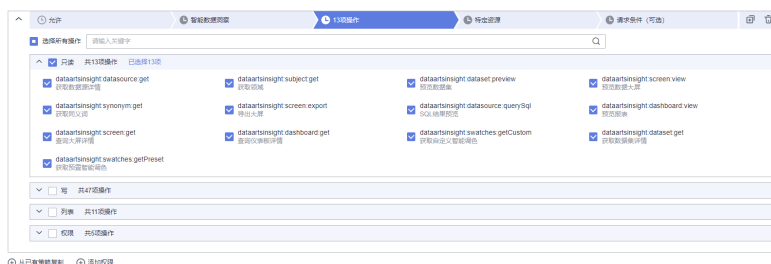 允许 智能数据洞察 13项操作 特定资源 请求条件（可选）
选择所有操作 请输入关键字
只读 共13项操作 已选择13项
dataartsinsight:datasource:get dataartsinsight:subject:get dataartsinsight:dataset:preview dataartsinsight:screen:view
获取数据源详情 获取领域 预览数据集 预览数据大屏
dataartsinsight:synonym:get dataartsinsight:screen:export dataartsinsight:datasource:querySql dataartsinsight:dashboard:view
获取同义词 导出大屏 SQL结果预览 预览报表
dataartsinsight:screen:get dataartsinsight:dashboard:get dataartsinsight:swatches:getCustom dataartsinsight:dataset:get
查询大屏详情 查询仪表板详情 获取自定义智能调色 获取数据集详情
dataartsinsight:swatches:getPreset
获取预置智能调色
写 共47项操作
列表 共11项操作
权限 共5项操作
从已有策略复制 添加权限